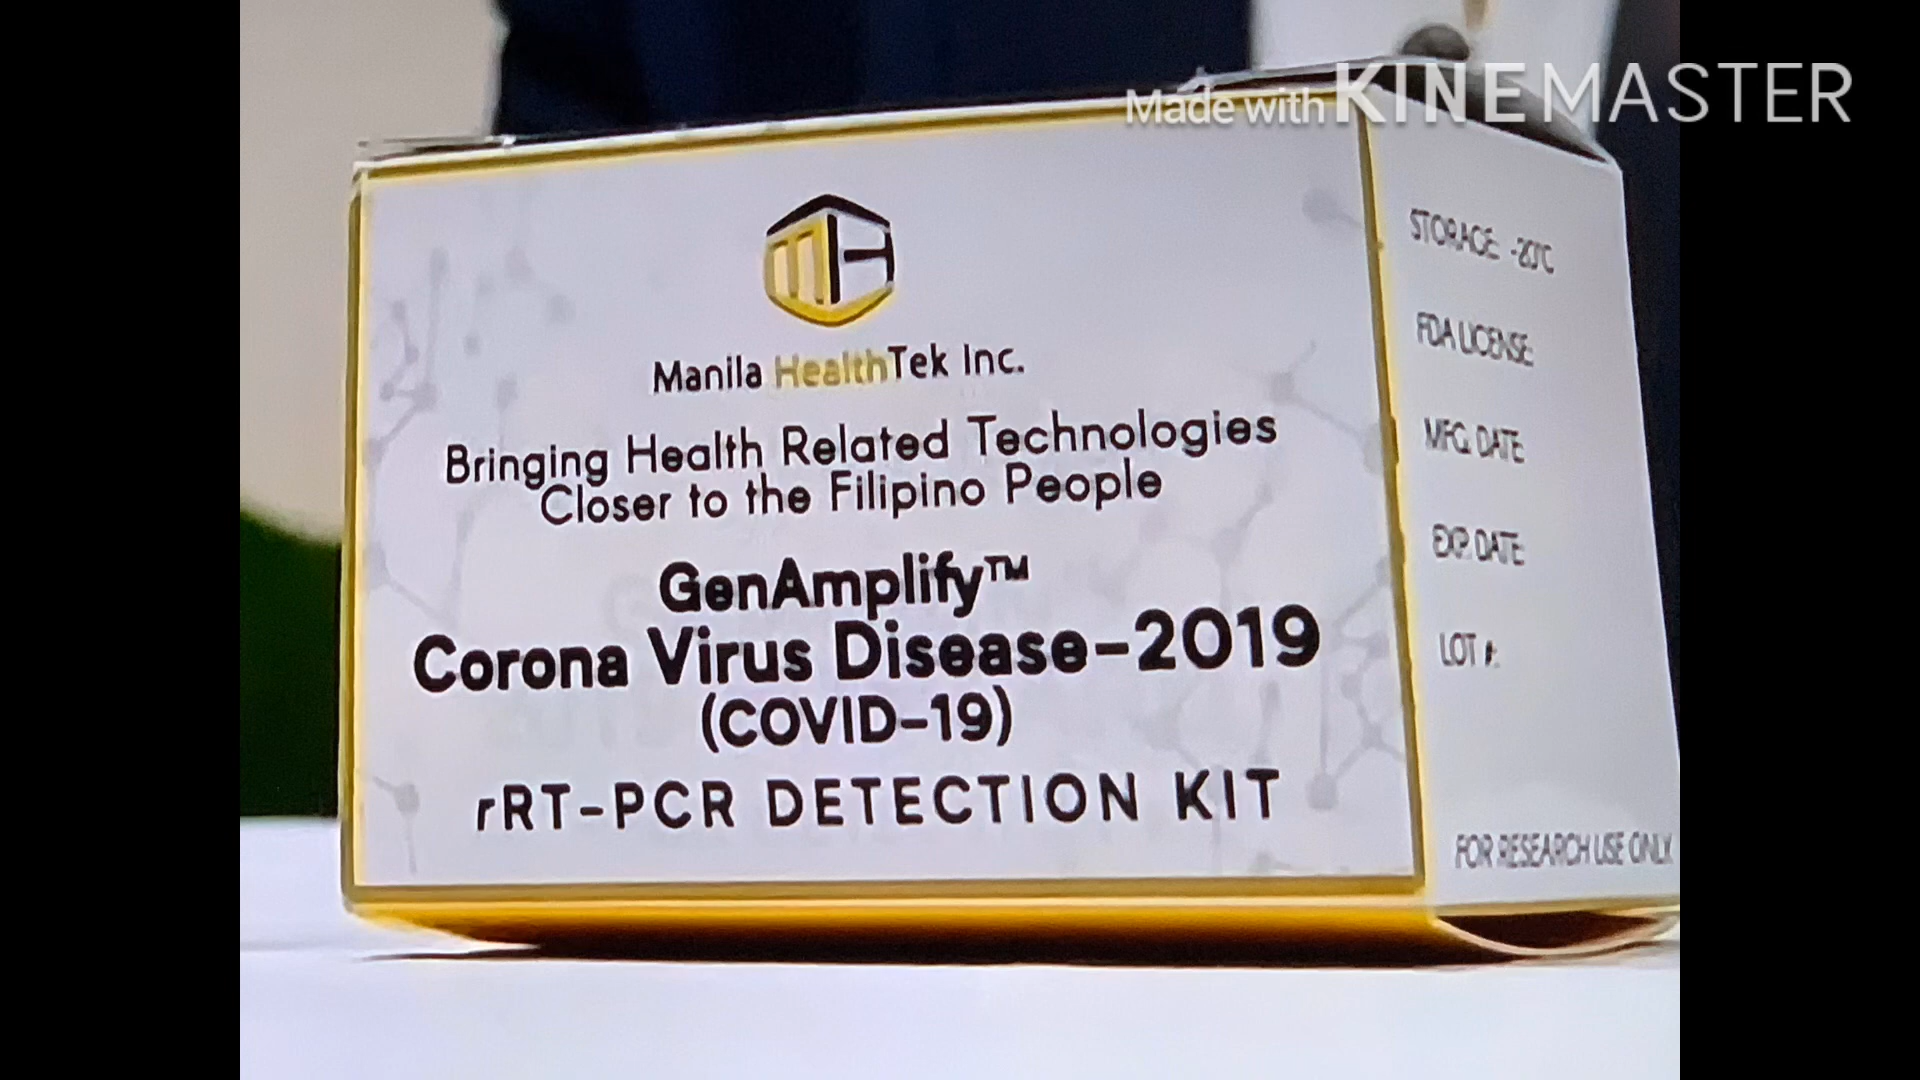 Made with KINEMASTER
MH
Manila HealthTek Inc.
Bringing Health Related Technologies
Closer to the Filipino People
GenAmplify™
Corona Virus Disease-2019
(COVID-19)
rRT-PCR DETECTION KIT
STORAGE: -20°C
FDA LICENSE:
MFG. DATE
EXP. DATE
LOT #:
FOR RESEARCH USE ONLY